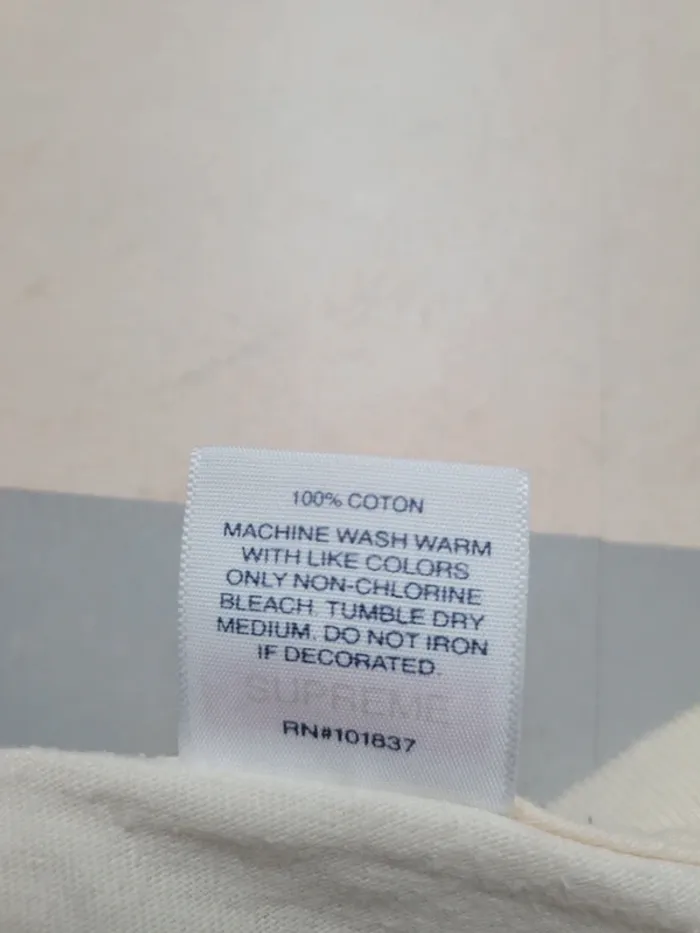 100% COTON
MACHINE WASH WARM
WITH LIKE COLORS
ONLY NON-CHLORINE
BLEACH. TUMBLE DRY
MEDIUM. DO NOT IRON
IF DECORATED.
SUPREME
RN#101837